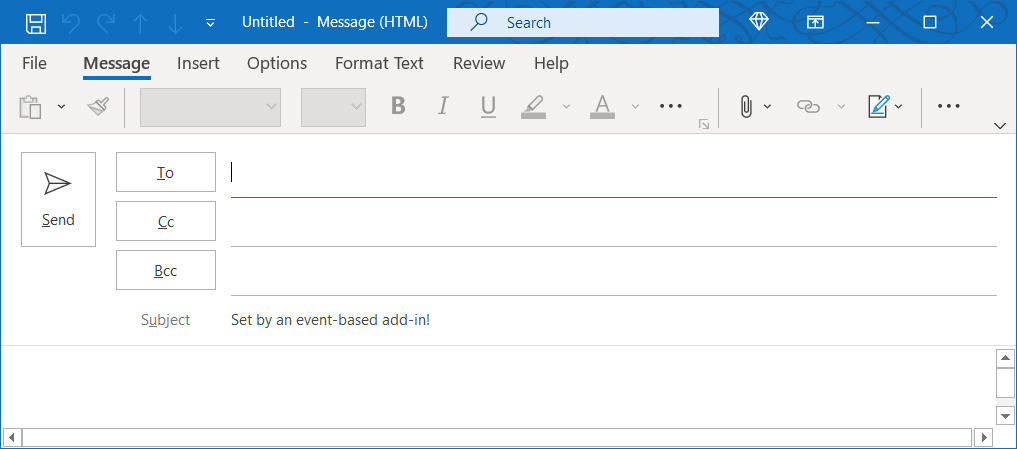 Untitled - Message (HTML)
Search
File Message Insert Options Format Text Review Help
B I U A
Send
To
Cc
Bcc
Subject Set by an event-based add-in!